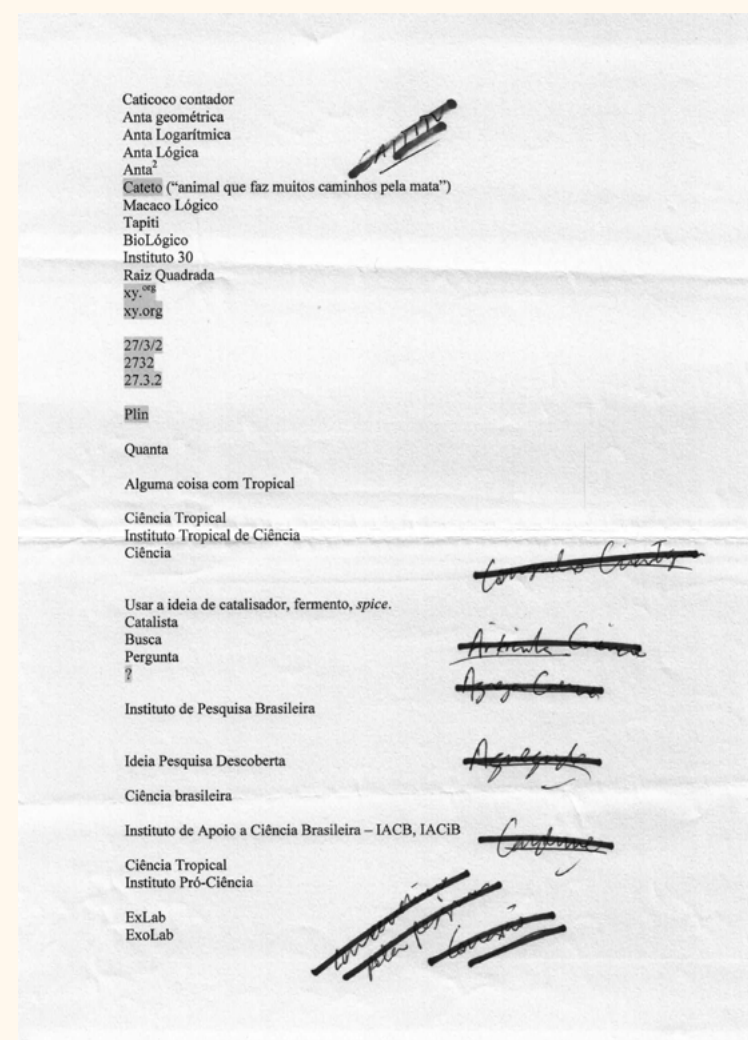 Caticoco contador
Anta geométrica
Anta Logarítmica
Anta Lógica
Anta²
Cateto (“animal que faz muitos caminhos pela mata”)
Macaco Lógico
Tapiti
BioLógico
Instituto 30
Raiz Quadrada
xy.ᵒʳᵍ
xy.org
27/3/2
2732
27.3.2
Plin
Quanta
Alguma coisa com Tropical
Ciência Tropical
Instituto Tropical de Ciência
Ciência
Usar a ideia de catalisador, fermento, spice.
Catalista
Busca
Pergunta
?
Instituto de Pesquisa Brasileira
Ideia Pesquisa Descoberta
Ciência brasileira
Instituto de Apoio a Ciência Brasileira – IACB, IACiB
Ciência Tropical
Instituto Pró-Ciência
ExLab
ExoLab